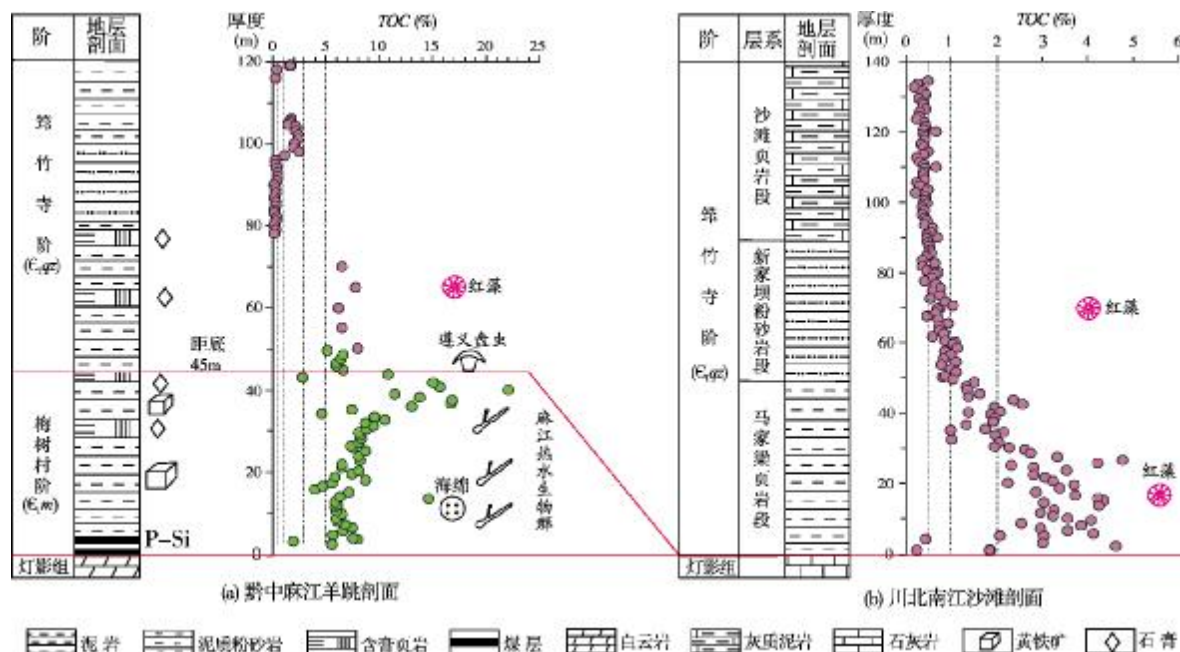 阶
地层
剖面
厚度
(m)
TOC (%)
0 5 10 15 20 25
120
100
80
60
40
20
0
筇
竹
寺
阶
(Є₁qz)
梅
树
村
阶
(Є₁m)
灯影组
距底
45m
红藻
遵义盘虫
麻江热水生物群
海绵
P-Si
(a) 黔中麻江羊跳剖面
阶
层系
地层
剖面
厚度
(m)
TOC (%)
0 1 2 3 4 5 6
140
120
100
80
60
40
20
0
筇
竹
寺
阶
(Є₁qz)
沙滩页岩段
新家坝粉砂岩段
马家梁页岩段
灯影组
红藻
红藻
(b) 川北南江沙滩剖面
泥岩
泥质粉砂岩
含膏页岩
煤层
白云岩
灰质泥岩
石灰岩
黄铁矿
石膏